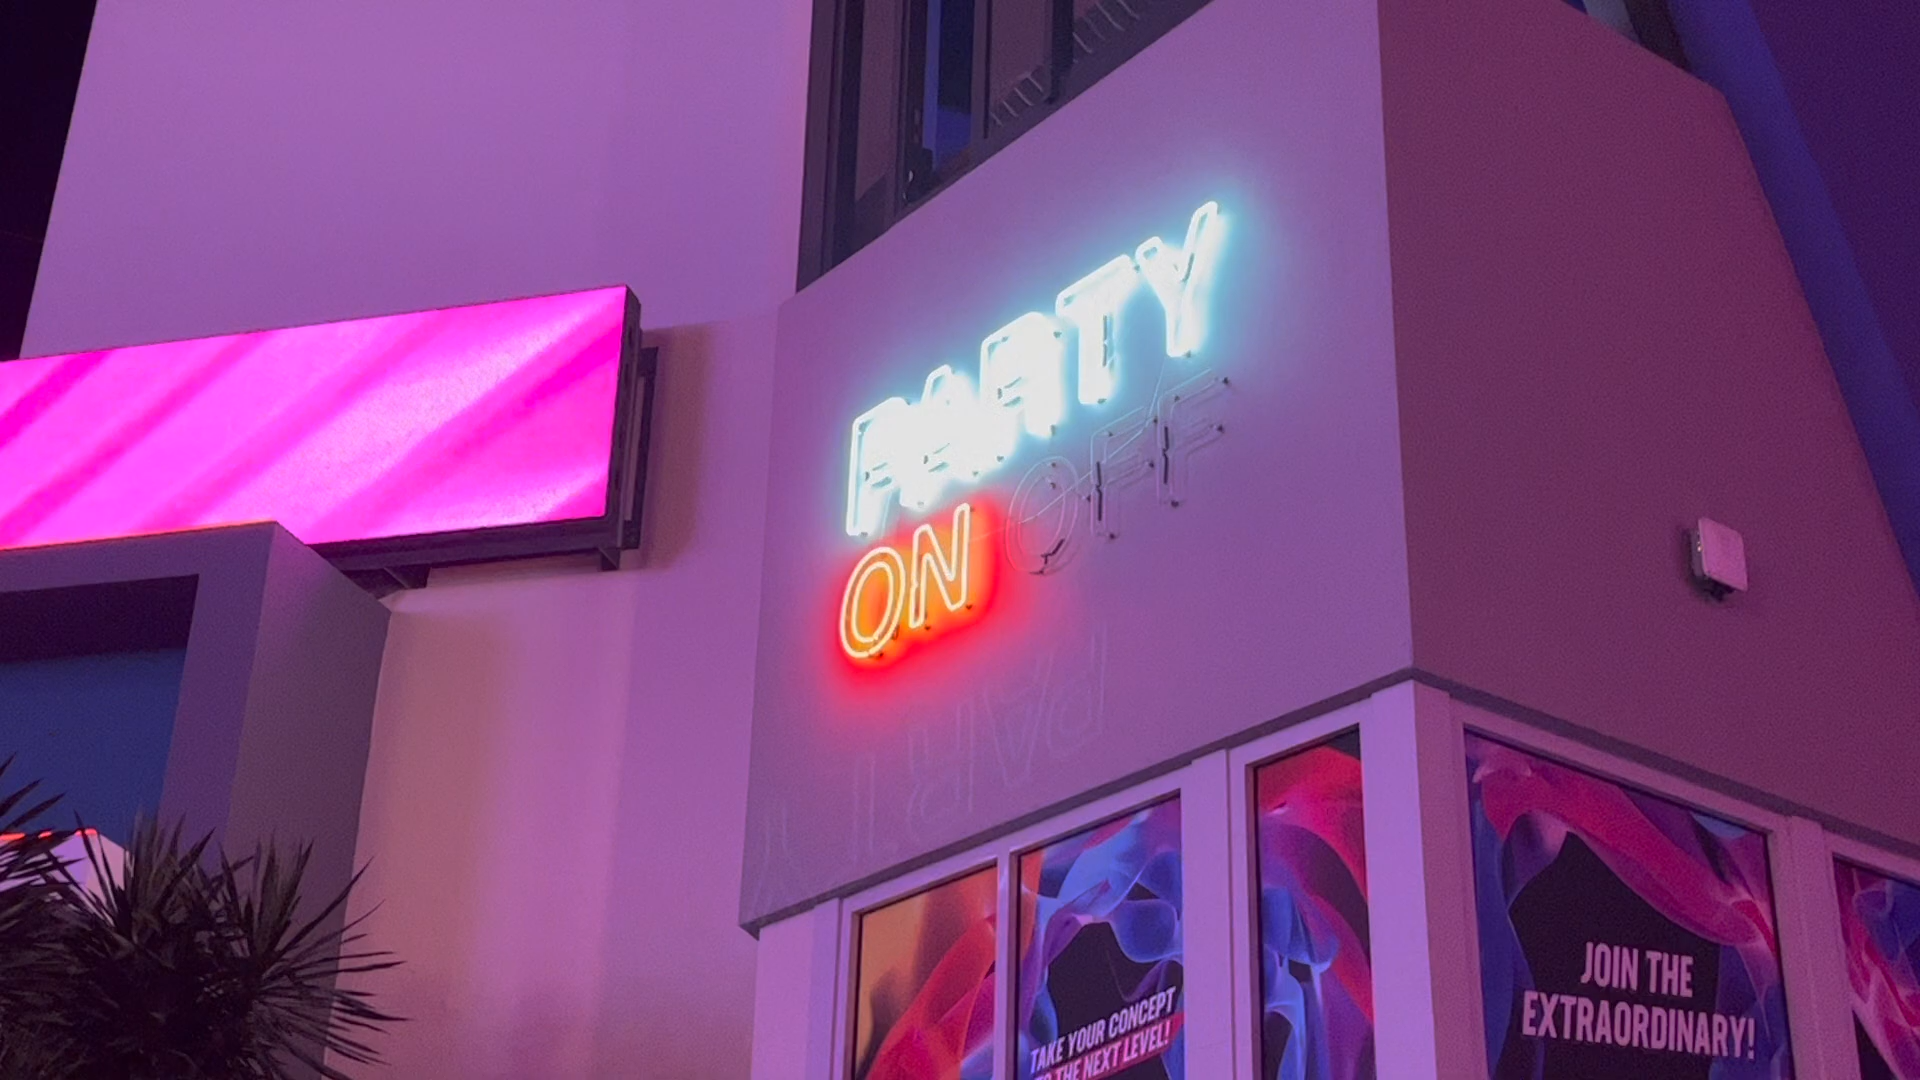 PARTY
ON OFF
TAKE YOUR CONCEPT
TO THE NEXT LEVEL!
JOIN THE
EXTRAORDINARY!